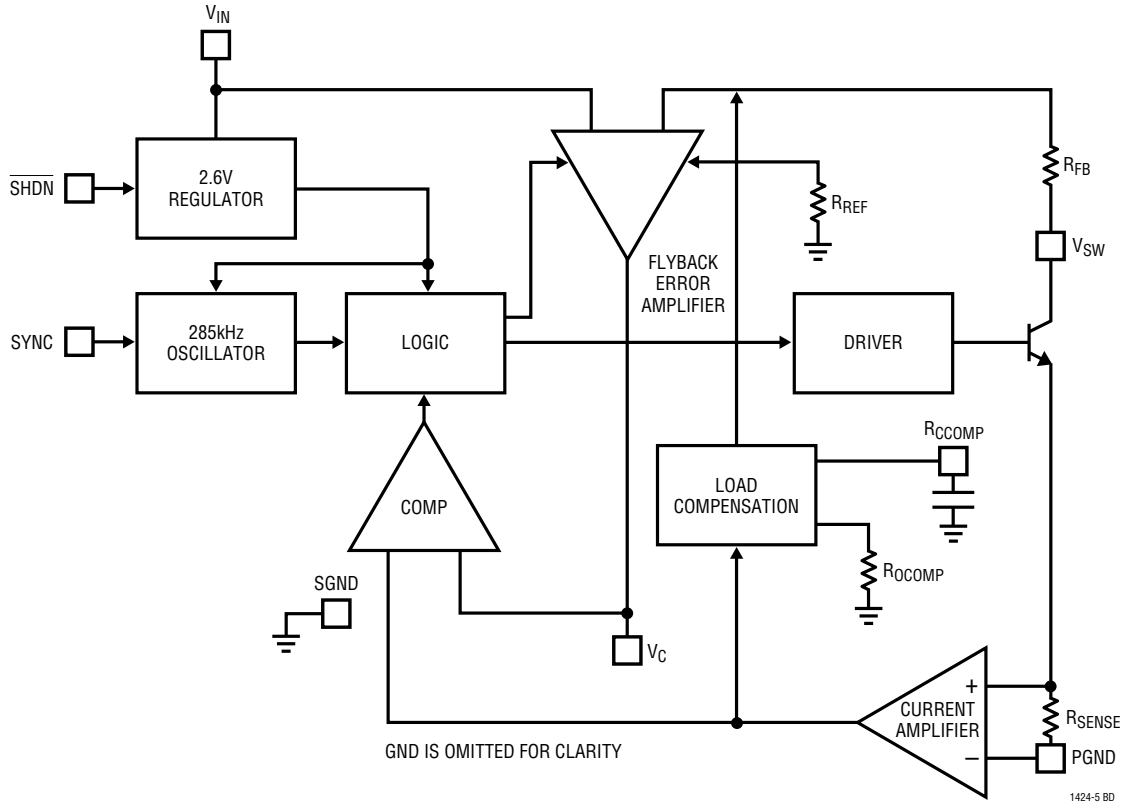 VIN
SHDN
2.6V
REGULATOR
RREF
RFB
VSW
FLYBACK
ERROR
AMPLIFIER
SYNC
285kHz
OSCILLATOR
LOGIC
DRIVER
COMP
LOAD
COMPENSATION
RCCOMP
ROCOMP
SGND
VC
+
CURRENT
AMPLIFIER
−
RSENSE
PGND
GND IS OMITTED FOR CLARITY
1424-5 BD